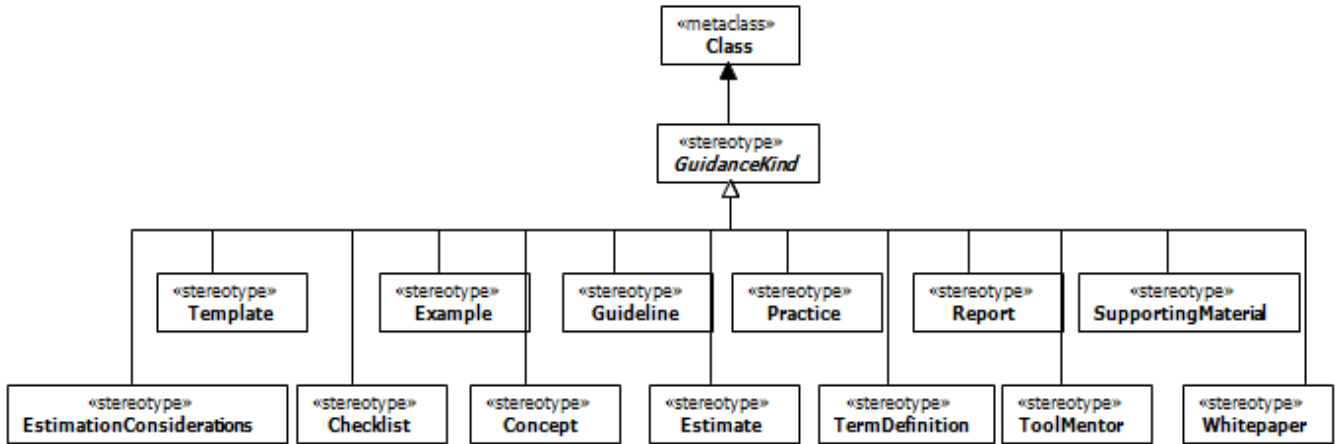 «metaclass»
Class
«stereotype»
GuidanceKind
«stereotype»
Template
«stereotype»
Example
«stereotype»
Guideline
«stereotype»
Practice
«stereotype»
Report
«stereotype»
SupportingMaterial
«stereotype»
EstimationConsiderations
«stereotype»
Checklist
«stereotype»
Concept
«stereotype»
Estimate
«stereotype»
TermDefinition
«stereotype»
ToolMentor
«stereotype»
Whitepaper